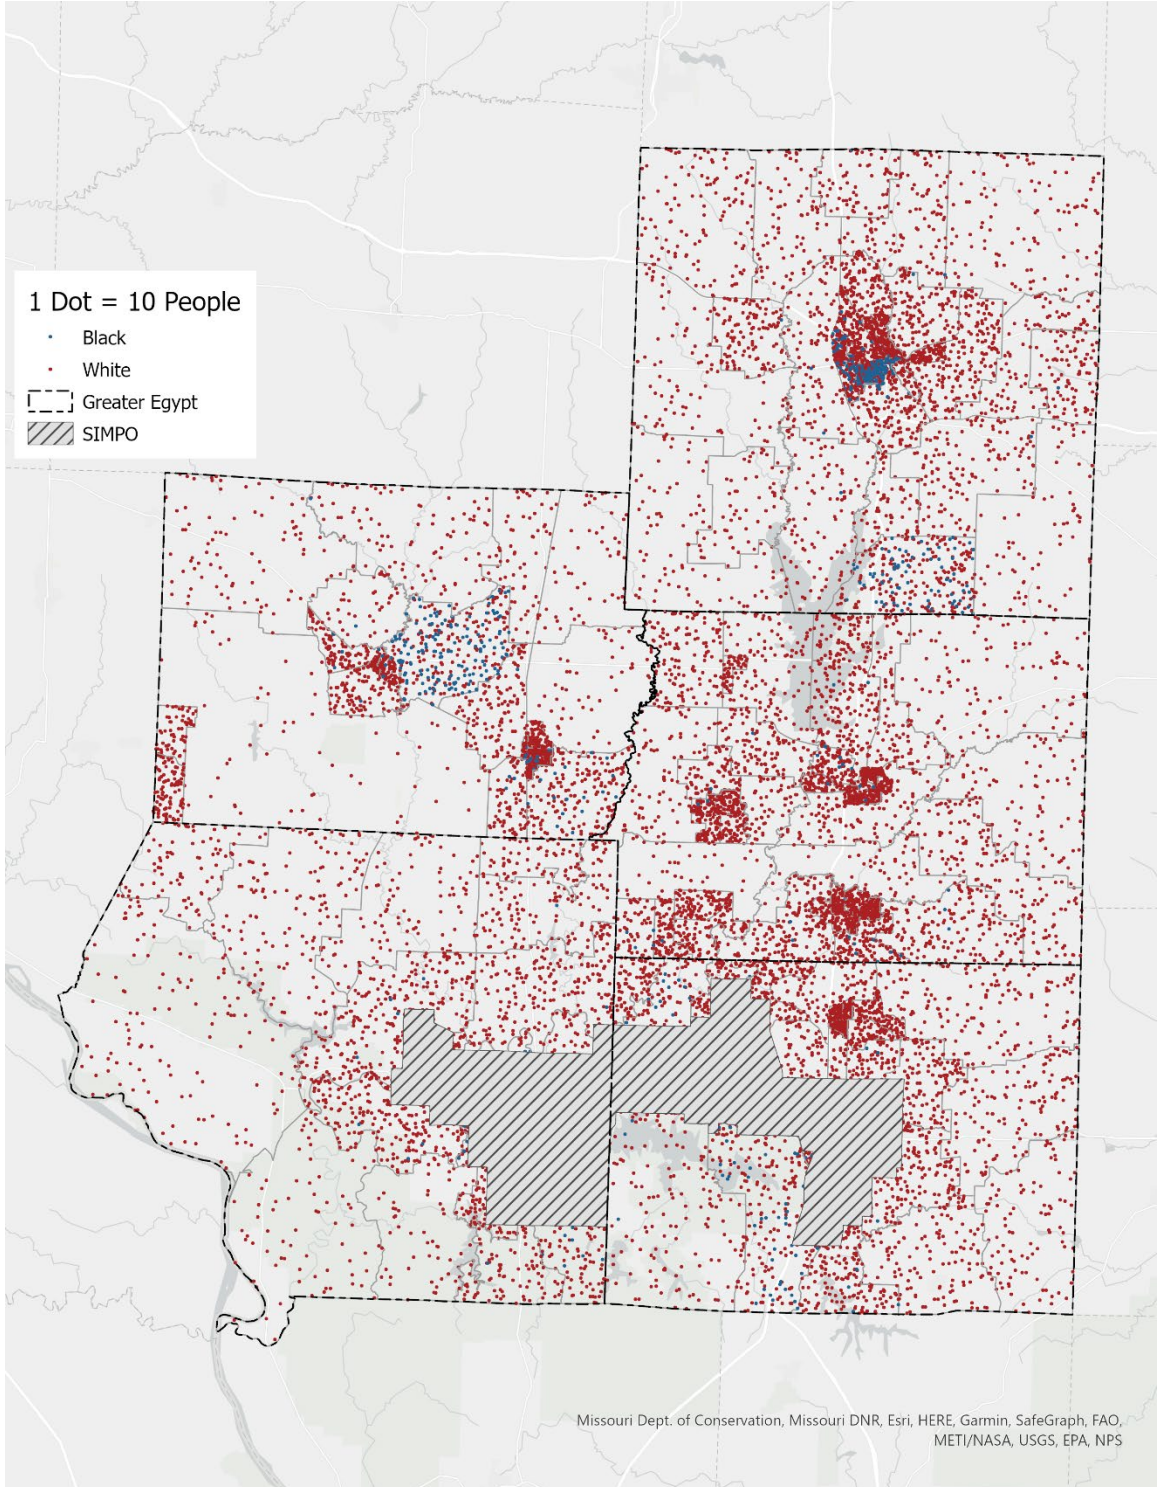 1 Dot = 10 People
Black
White
Greater Egypt
SIMPO
Missouri Dept. of Conservation, Missouri DNR, Esri, HERE, Garmin, SafeGraph, FAO,
METI/NASA, USGS, EPA, NPS